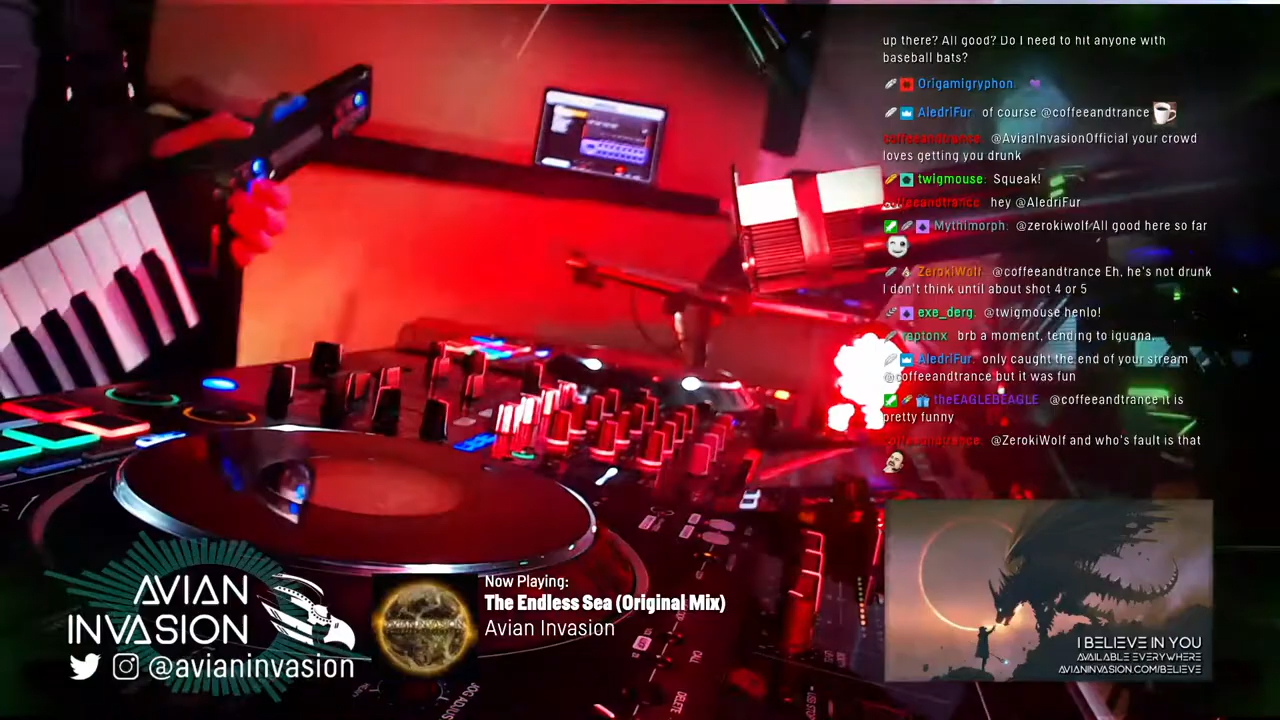 up there? All good? Do I need to hit anyone with
baseball bats?
Origamigryphon:
AledriFur: of course @coffeeandtrance
coffeeandtrance: @AvianInvasionOfficial your crowd
loves getting you drunk
twigmouse: Squeak!
coffeeandtrance: hey @AledriFur
Mythimorph: @zerokiwolf All good here so far
ZerokiWolf: @coffeeandtrance Eh, he's not drunk
I don't think until about shot 4 or 5
exe_derg: @twigmouse henlo!
raptonx: brb a moment, tending to iguana.
AledriFur: only caught the end of your stream
@coffeeandtrance but it was fun
theEAGLEBEAGLE: @coffeeandtrance it is
pretty funny
coffeeandtrance: @ZerokiWolf and who's fault is that
AVIAN
INVASION
@avianinvasion
Now Playing:
The Endless Sea (Original Mix)
Avian Invasion
I BELIEVE IN YOU
AVAILABLE EVERYWHERE
AVIANINVASION.COM/BELIEVE
CALL
DELETE
JOG ADJUST